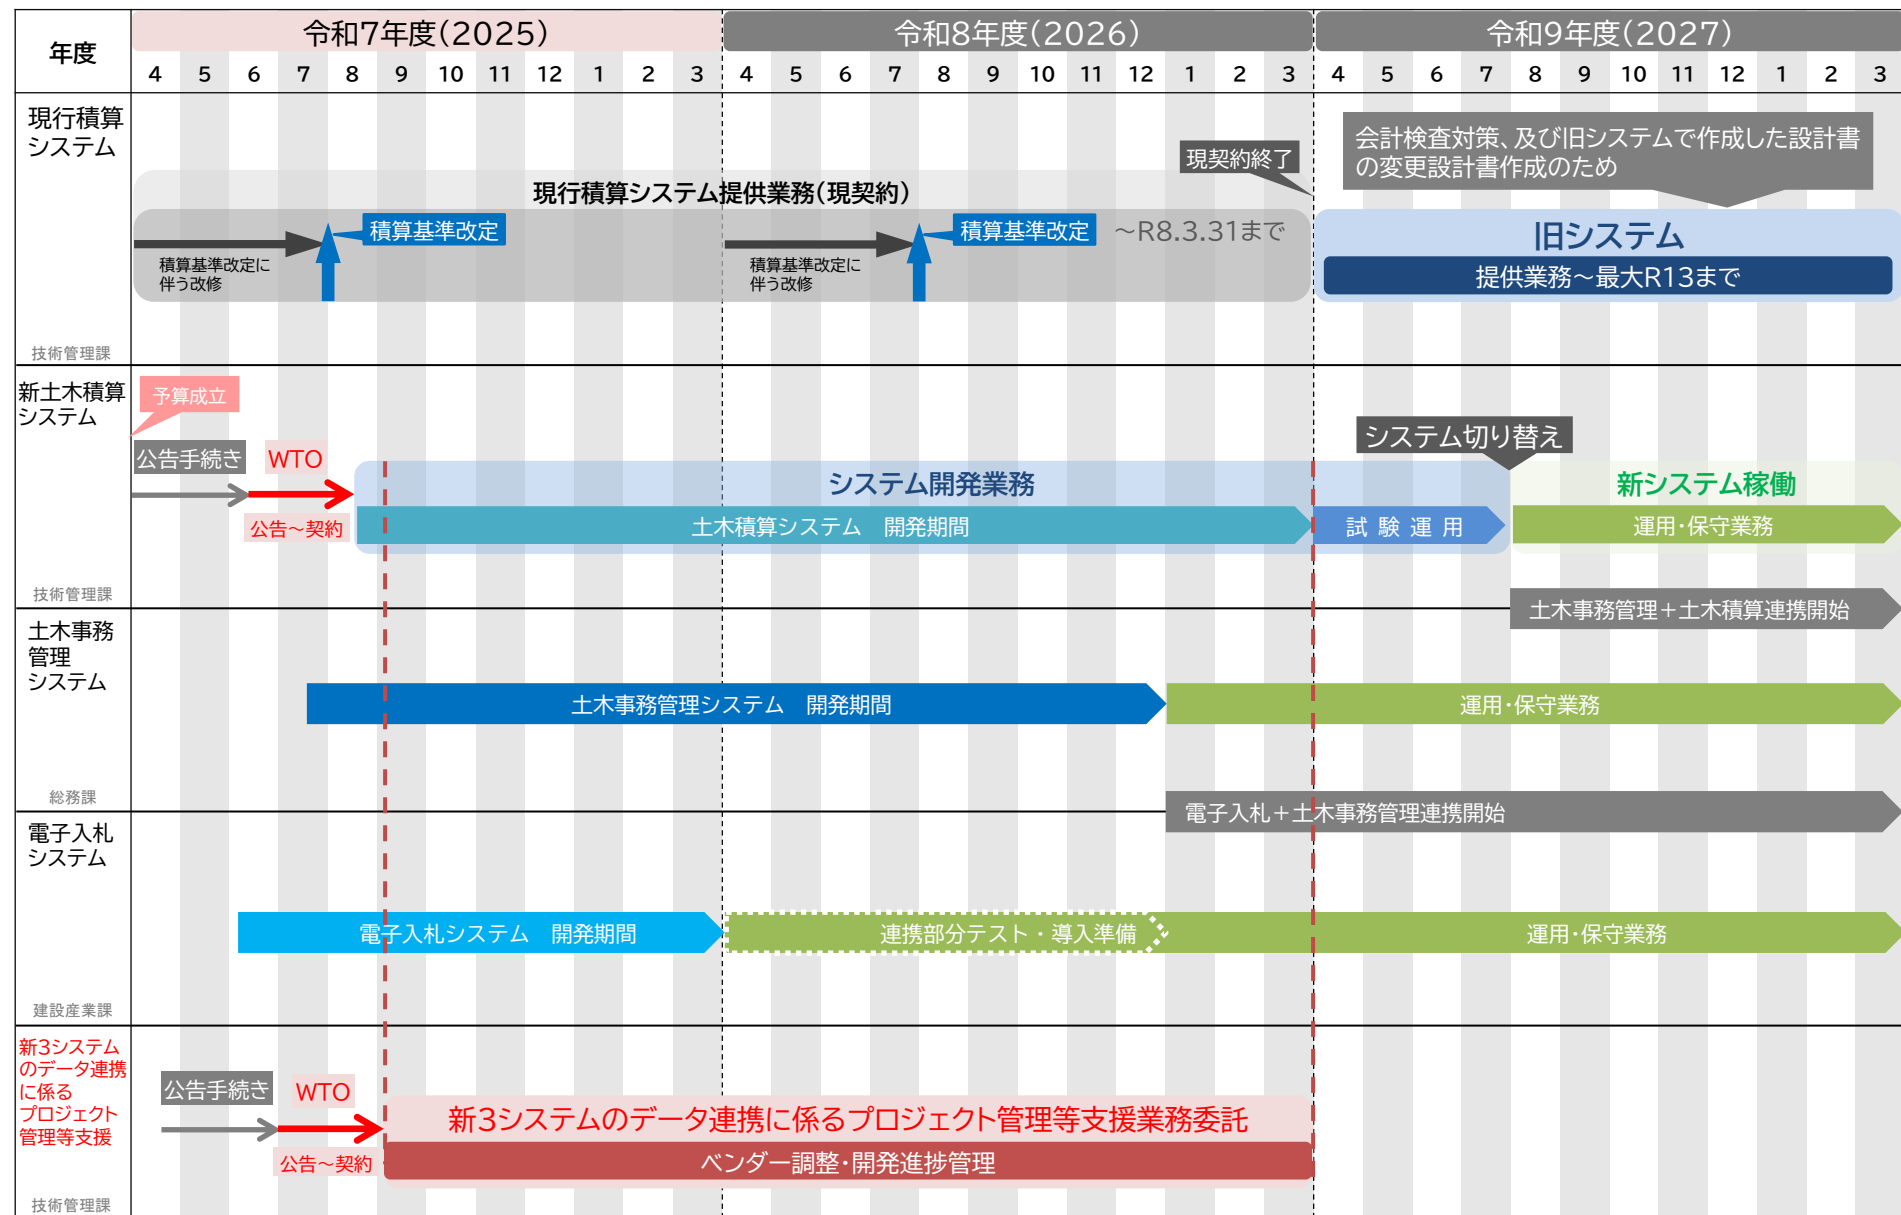 年度
令和7年度(2025)
令和8年度(2026)
令和9年度(2027)
4 5 6 7 8 9 10 11 12 1 2 3 4 5 6 7 8 9 10 11 12 1 2 3 4 5 6 7 8 9 10 11 12 1 2 3
現行積算
システム
技術管理課
現行積算システム提供業務(現契約)
積算基準改定
積算基準改定に
伴う改修
積算基準改定
~R8.3.31まで
積算基準改定に
伴う改修
現契約終了
会計検査対策、及び旧システムで作成した設計書
の変更設計書作成のため
旧システム
提供業務~最大R13まで
新土木積算
システム
技術管理課
予算成立
公告手続き
WTO
公告~契約
システム開発業務
土木積算システム 開発期間
試 験 運 用
システム切り替え
新システム稼働
運用・保守業務
土木事務管理+土木積算連携開始
土木事務
管理
システム
総務課
土木事務管理システム 開発期間
運用・保守業務
電子入札+土木事務管理連携開始
電子入札
システム
建設産業課
電子入札システム 開発期間
連携部分テスト・導入準備
運用・保守業務
新3システム
のデータ連携
に係る
プロジェクト
管理等支援
技術管理課
公告手続き
WTO
公告~契約
新3システムのデータ連携に係るプロジェクト管理等支援業務委託
ベンダー調整・開発進捗管理